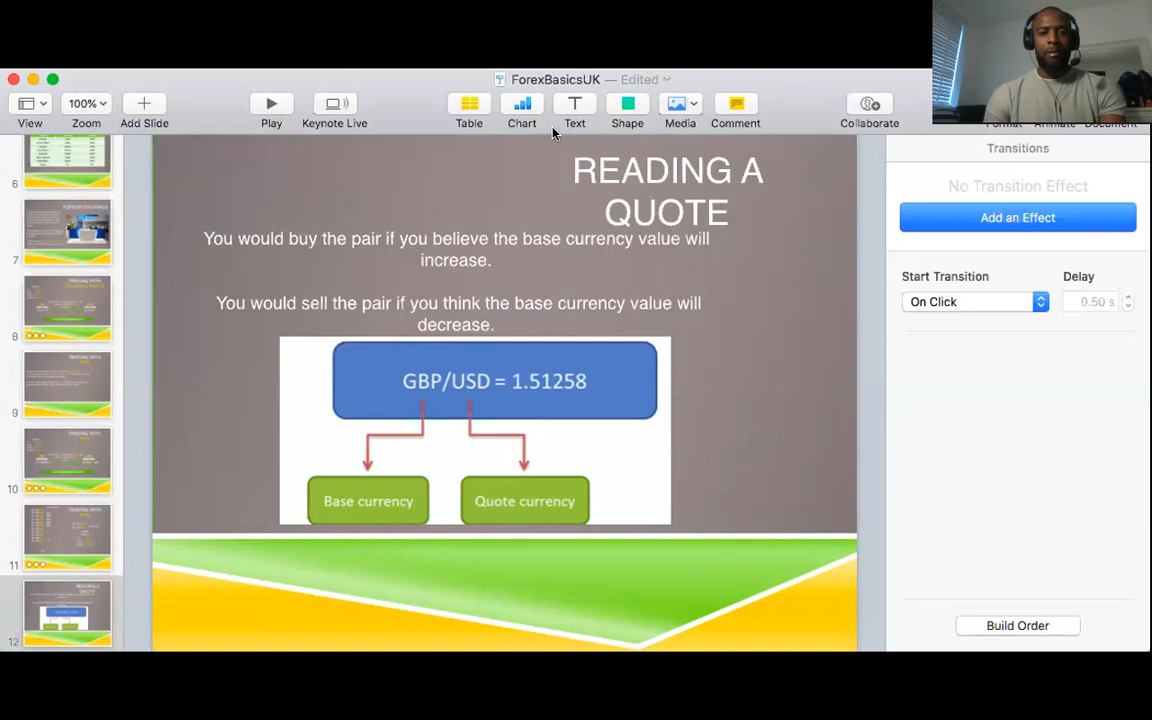 ForexBasicsUK — Edited
100%
View
Zoom
Add Slide
Play
Keynote Live
Table
Chart
Text
Shape
Media
Comment
Collaborate
Format Animate Document
Transitions
No Transition Effect
Add an Effect
Start Transition
Delay
On Click
0.50 s
Build Order
6
7
8
9
10
11
12
READING A
QUOTE
You would buy the pair if you believe the base currency value will
increase.
You would sell the pair if you think the base currency value will
decrease.
GBP/USD = 1.51258
Base currency
Quote currency